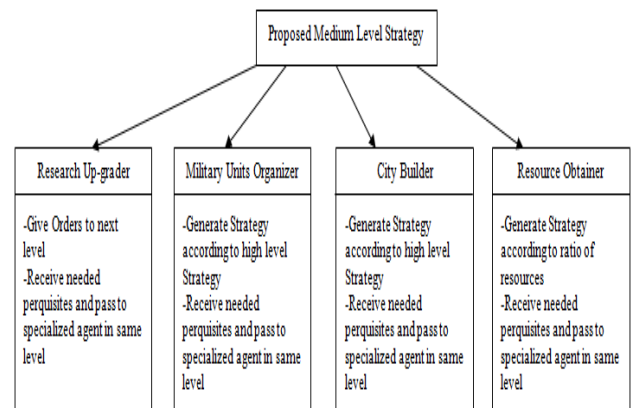 Proposed Medium Level Strategy
Research Up-grader
-Give Orders to next
level
-Receive needed
perquisites and pass to
specialized agent in same
level
Military Units Organizer
-Generate Strategy
according to high level
Strategy
-Receive needed
perquisites and pass to
specialized agent in same
level
City Builder
-Generate Strategy
according to high level
Strategy
-Receive needed
perquisites and pass to
specialized agent in same
level
Resource Obtainer
-Generate Strategy
according to ratio of
resources
-Receive needed
perquisites and pass to
specialized agent in same
level